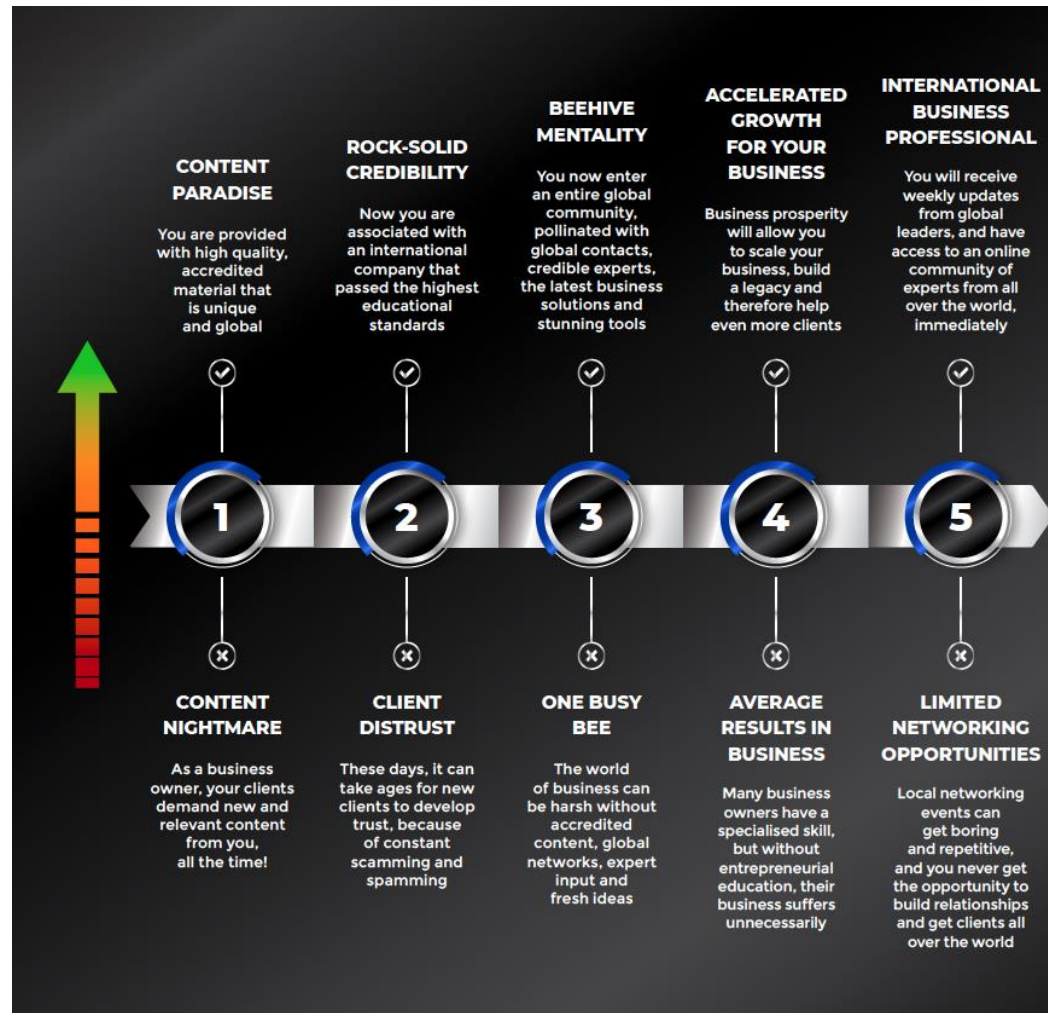 CONTENT
PARADISE
You are provided
with high quality,
accredited
material that
is unique
and global
ROCK-SOLID
CREDIBILITY
Now you are
associated with
an international
company that
passed the highest
educational
standards
BEEHIVE
MENTALITY
You now enter
an entire global
community,
pollinated with
global contacts,
credible experts,
the latest business
solutions and
stunning tools
ACCELERATED
GROWTH
FOR YOUR
BUSINESS
Business prosperity
will allow you
to scale your
business, build
a legacy and
therefore help
even more clients
INTERNATIONAL
BUSINESS
PROFESSIONAL
You will receive
weekly updates
from global
leaders, and have
access to an online
community of
experts from all
over the world,
immediately
1
2
3
4
5
CONTENT
NIGHTMARE
As a business
owner, your clients
demand new and
relevant content
from you,
all the time!
CLIENT
DISTRUST
These days, it can
take ages for new
clients to develop
trust, because
of constant
scamming and
spamming
ONE BUSY
BEE
The world
of business can
be harsh without
accredited
content, global
networks, expert
input and
fresh ideas
AVERAGE
RESULTS IN
BUSINESS
Many business
owners have a
specialised skill,
but without
entrepreneurial
education, their
business suffers
unnecessarily
LIMITED
NETWORKING
OPPORTUNITIES
Local networking
events can
get boring
and repetitive,
and you never get
the opportunity to
build relationships
and get clients all
over the world